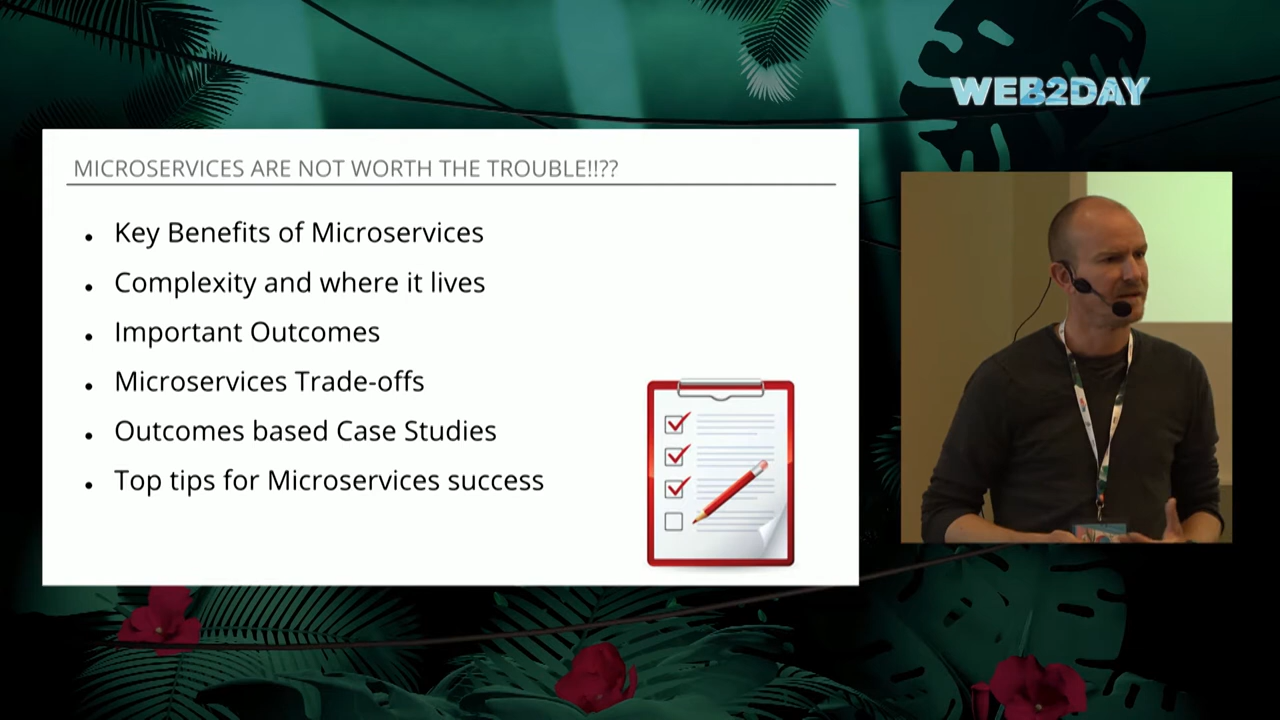 WEB2DAY
MICROSERVICES ARE NOT WORTH THE TROUBLE!!??
• Key Benefits of Microservices
• Complexity and where it lives
• Important Outcomes
• Microservices Trade-offs
• Outcomes based Case Studies
• Top tips for Microservices success